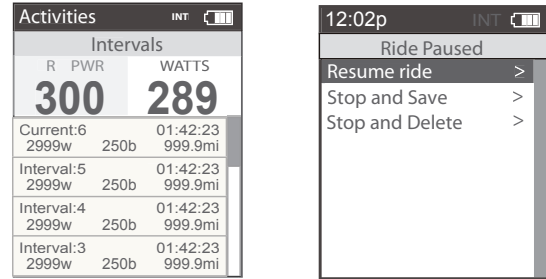 Activities INT
Intervals
R PWR WATTS
300 289
Current:6 01:42:23
2999w 250b 999.9mi
Interval:5 01:42:23
2999w 250b 999.9mi
Interval:4 01:42:23
2999w 250b 999.9mi
Interval:3 01:42:23
2999w 250b 999.9mi
12:02p INT
Ride Paused
Resume ride >
Stop and Save >
Stop and Delete >